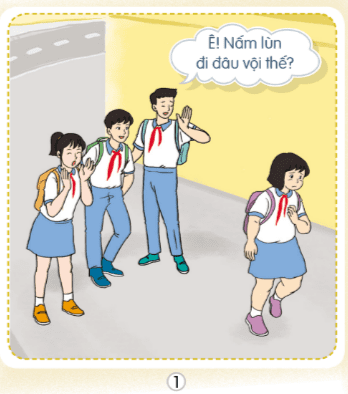 Ê! Nấm lùn
đi đâu vội thế?
1